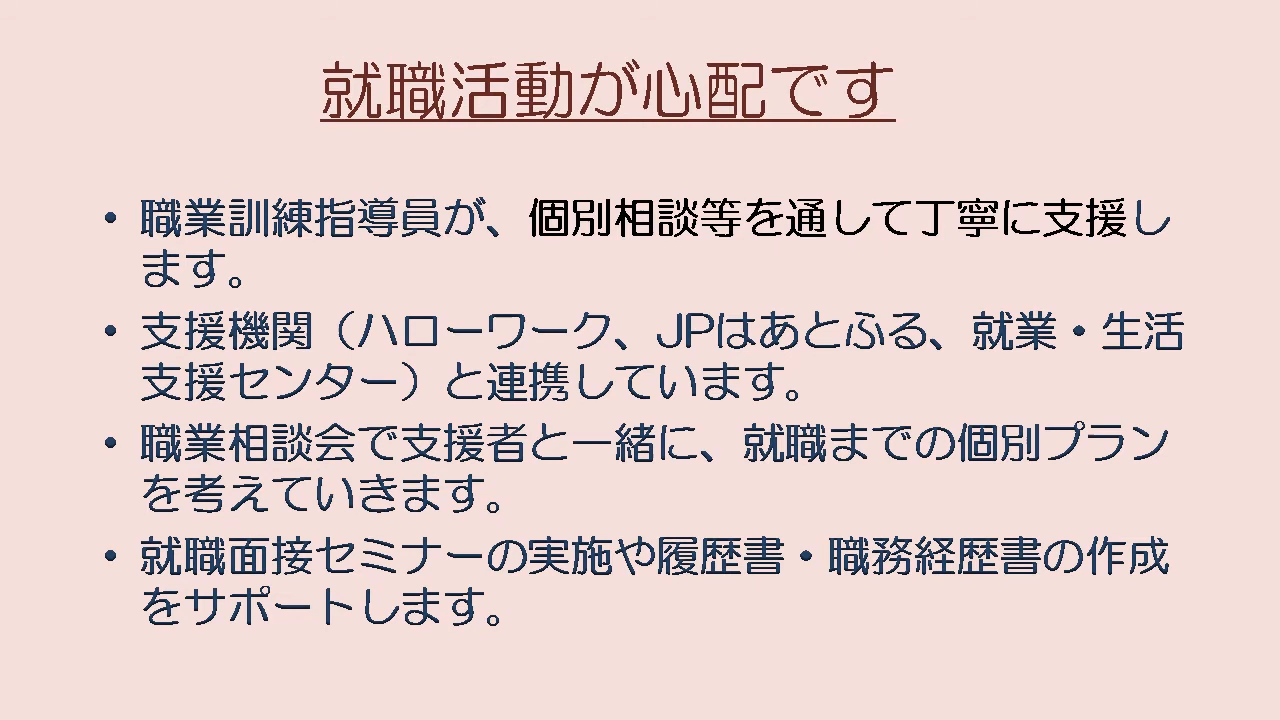 就職活動が心配です
• 職業訓練指導員が、個別相談等を通して丁寧に支援し
ます。
• 支援機関（ハローワーク、JPはあとふる、就業・生活
支援センター）と連携しています。
• 職業相談会で支援者と一緒に、就職までの個別プラン
を考えていきます。
• 就職面接セミナーの実施や履歴書・職務経歴書の作成
をサポートします。